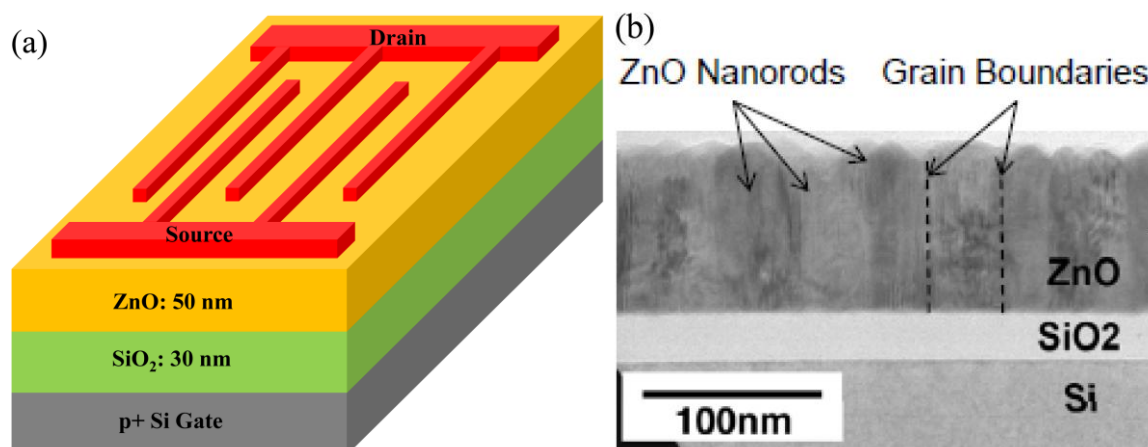 (a)
Drain
Source
ZnO: 50 nm
SiO₂: 30 nm
p+ Si Gate
(b)
ZnO Nanorods
Grain Boundaries
ZnO
SiO2
Si
100nm